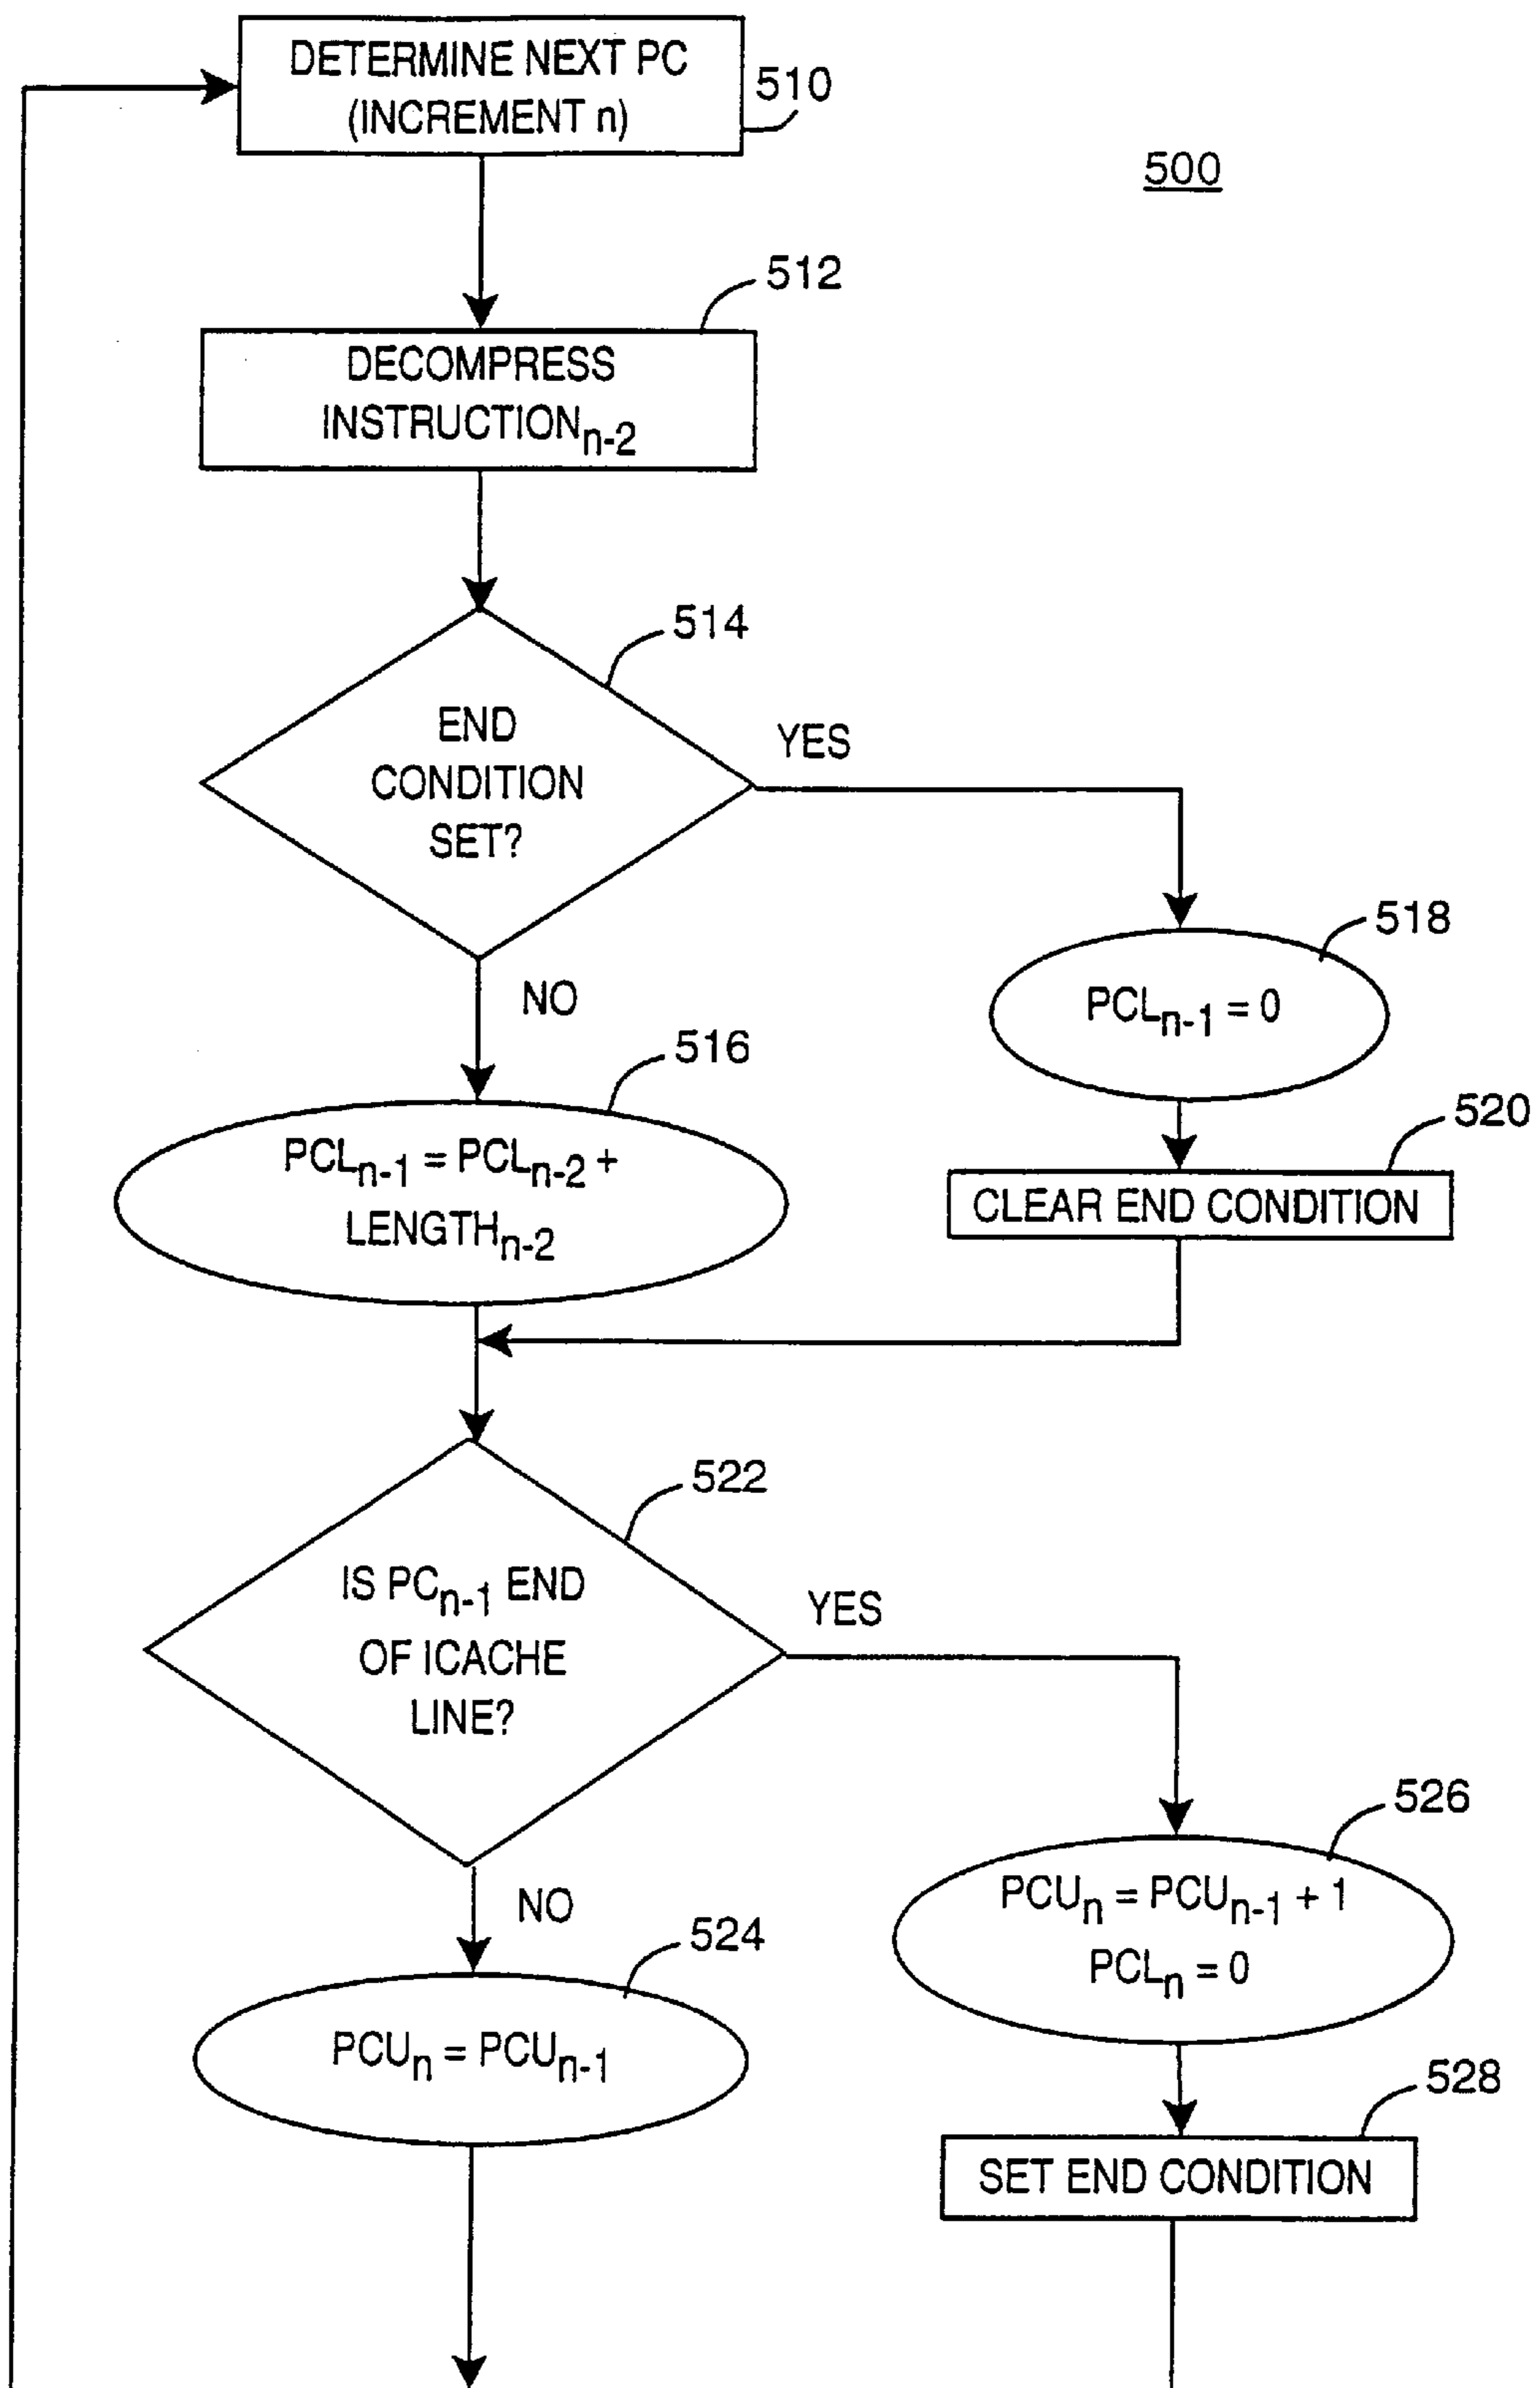 DETERMINE NEXT PC
(INCREMENT n)
510
500
512
DECOMPRESS
INSTRUCTIONn-2
514
END
CONDITION
SET?
YES
NO
518
PCLn-1 = 0
516
PCLn-1 = PCLn-2 +
LENGTHn-2
520
CLEAR END CONDITION
522
IS PCn-1 END
OF ICACHE
LINE?
YES
NO
526
PCUn = PCUn-1 + 1
PCLn = 0
524
PCUn = PCUn-1
528
SET END CONDITION